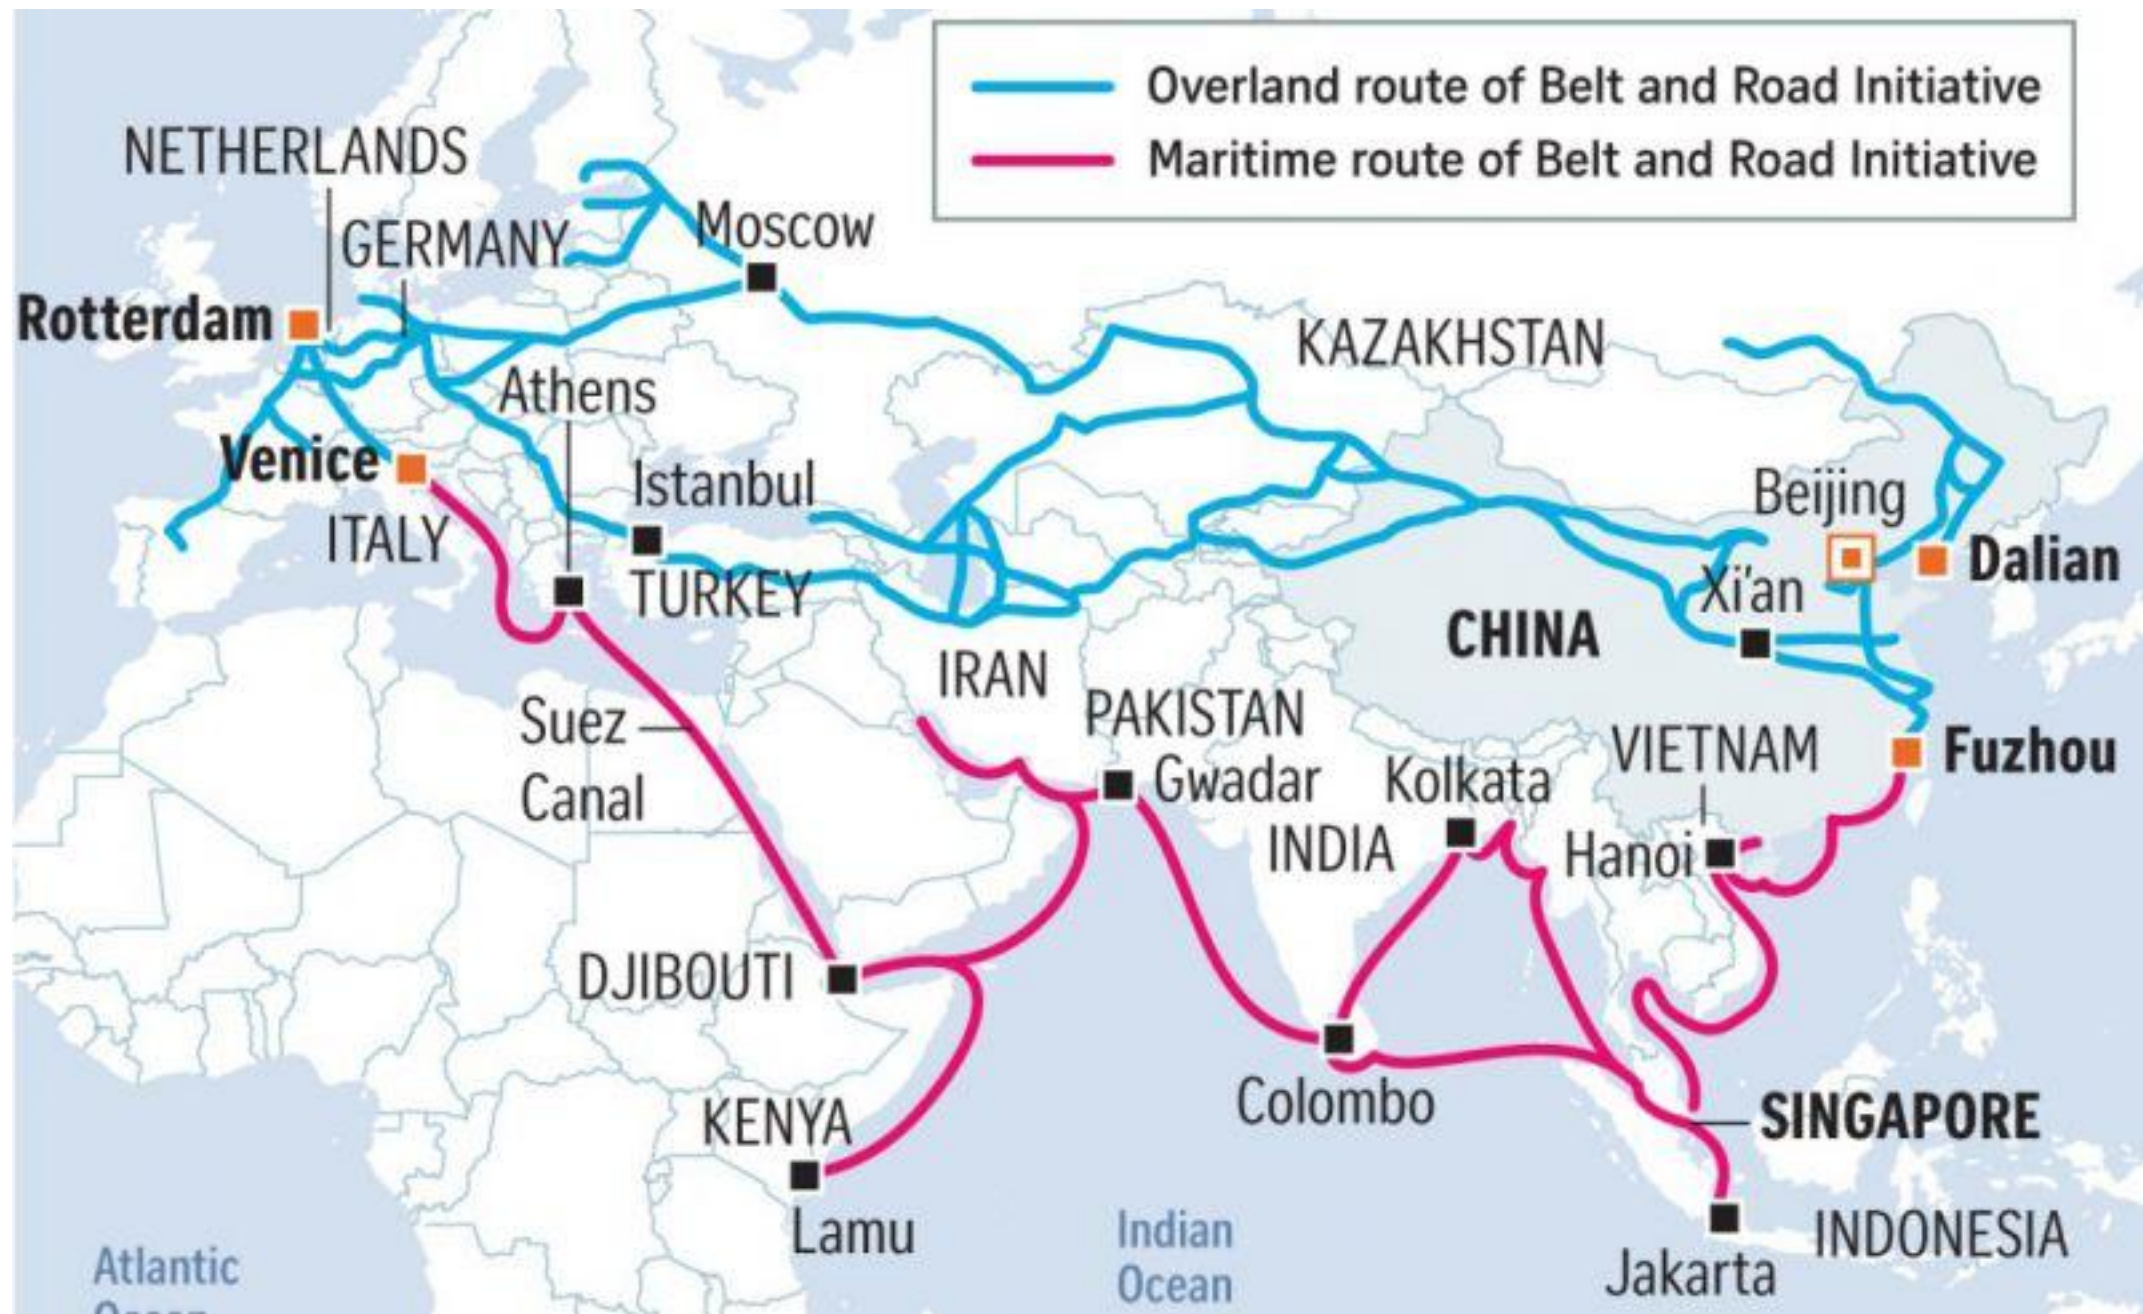 Overland route of Belt and Road Initiative
Maritime route of Belt and Road Initiative
NETHERLANDS
GERMANY
Moscow
Rotterdam
KAZAKHSTAN
Athens
Venice
Istanbul
Beijing
ITALY
Dalian
TURKEY
Xi'an
CHINA
IRAN
PAKISTAN
Suez
Canal
VIETNAM
Fuzhou
Gwadar
Kolkata
INDIA
Hanoi
DJIBOUTI
Colombo
SINGAPORE
KENYA
Lamu
Indian
Ocean
INDONESIA
Jakarta
Atlantic
Ocean